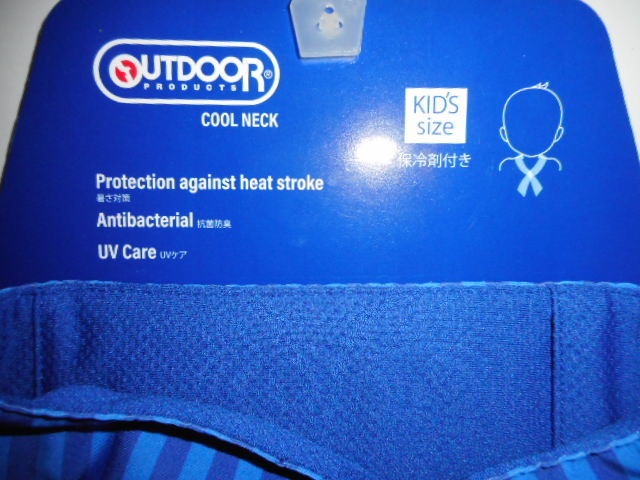 OUTDOOR®
PRODUCTS
COOL NECK
KID'S
size
保冷剤付き
Protection against heat stroke
暑さ対策
Antibacterial 抗菌防臭
UV Care UVケア